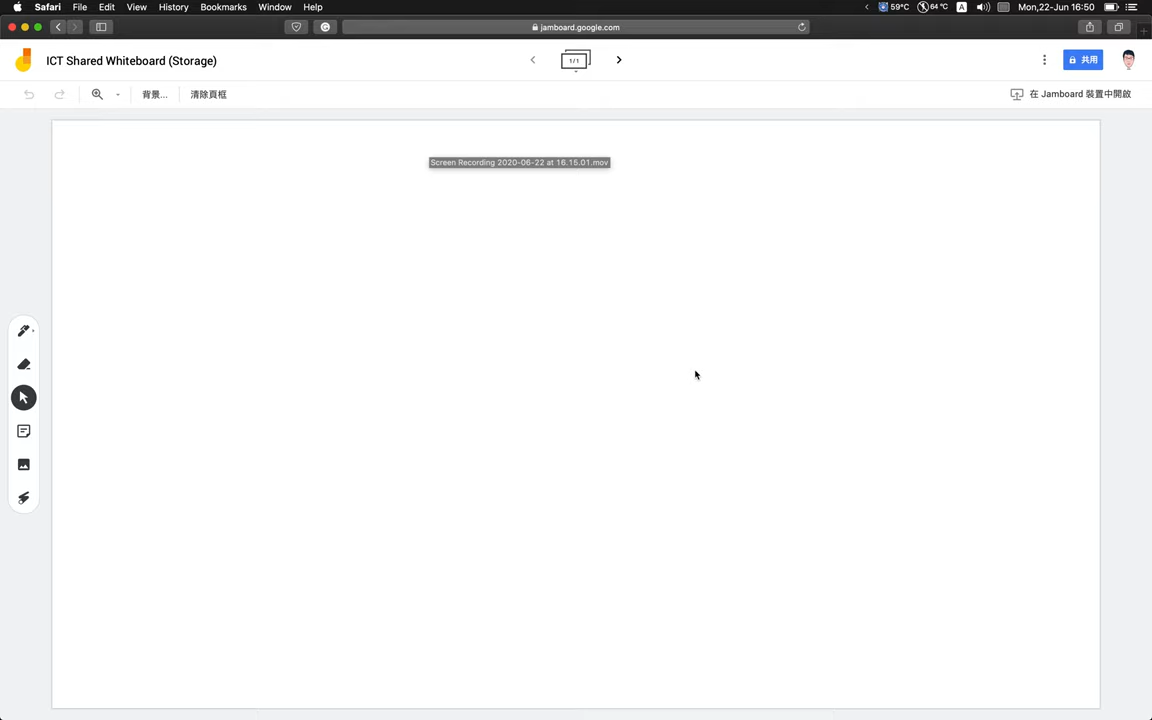 Safari File Edit View History Bookmarks Window Help 59°C 64°C A Mon,22-Jun 16:50
jamboard.google.com
ICT Shared Whiteboard (Storage) 1/1 共用
背景... 清除頁框 在 Jamboard 裝置中開啟
Screen Recording 2020-06-22 at 16.15.01.mov